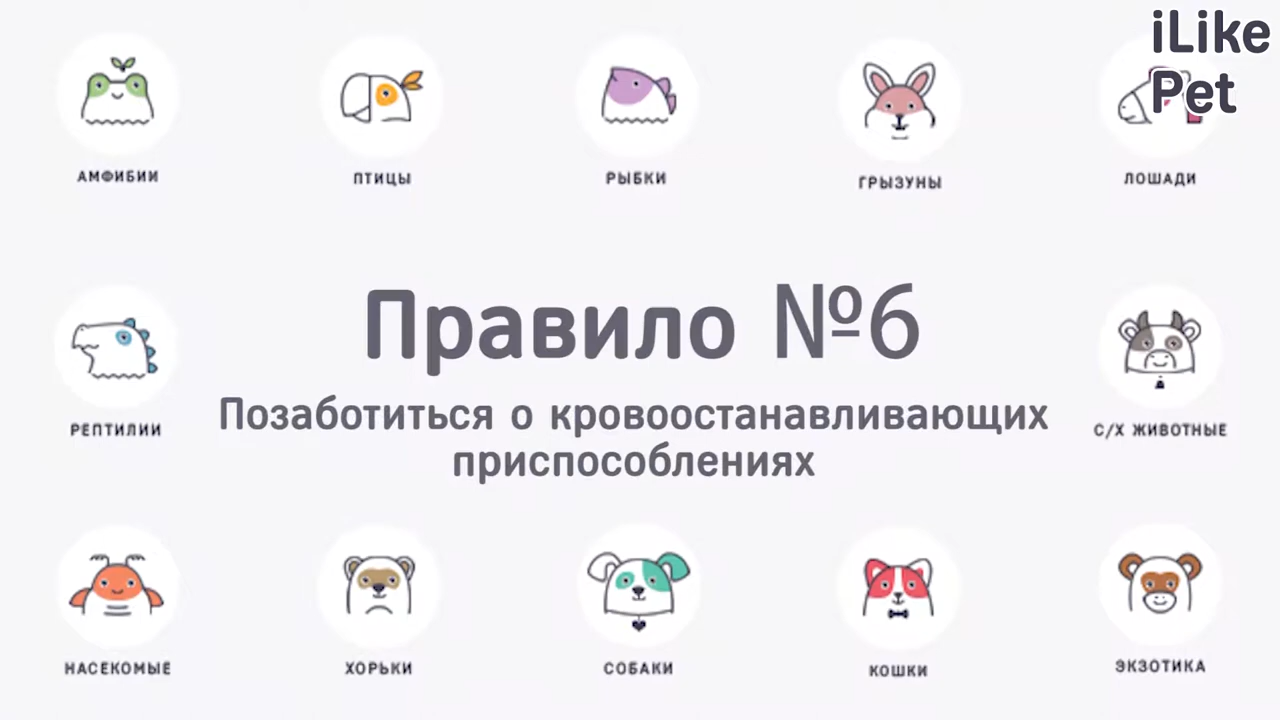 iLike
Pet
АМФИБИИ
ПТИЦЫ
РЫБКИ
ГРЫЗУНЫ
ЛОШАДИ
Правило №6
Позаботиться о кровоостанавливающих
приспособлениях
РЕПТИЛИИ
С/Х ЖИВОТНЫЕ
НАСЕКОМЫЕ
ХОРЬКИ
СОБАКИ
КОШКИ
ЭКЗОТИКА